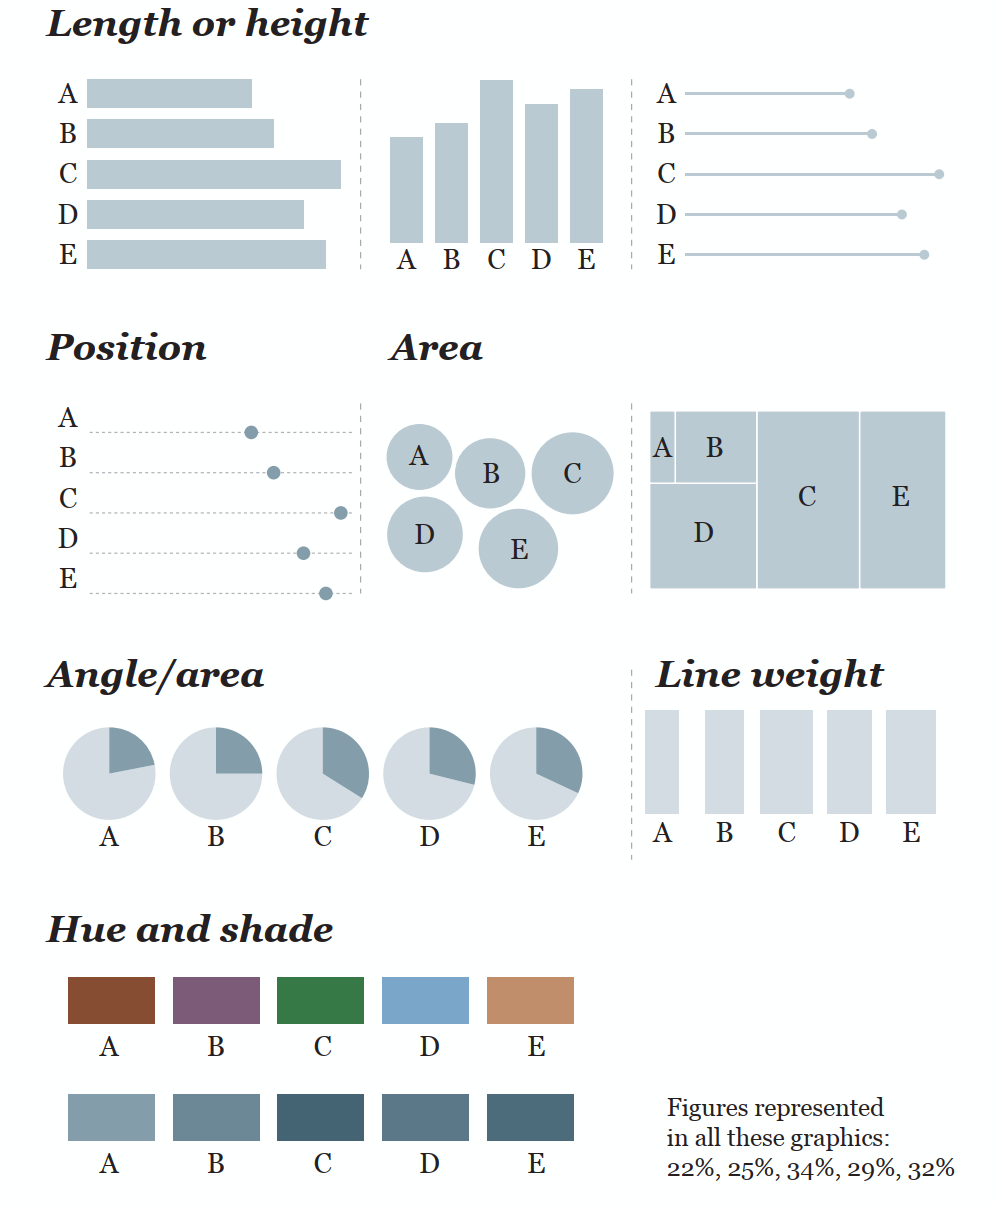 Length or height
A
B
C
D
E
A B C D E
A
B
C
D
E
Position
A
B
C
D
E
Area
A
B
C
D
E
A
B
C
D
E
Angle/area
A B C D E
Line weight
A B C D E
Hue and shade
A B C D E
A B C D E
Figures represented
in all these graphics:
22%, 25%, 34%, 29%, 32%